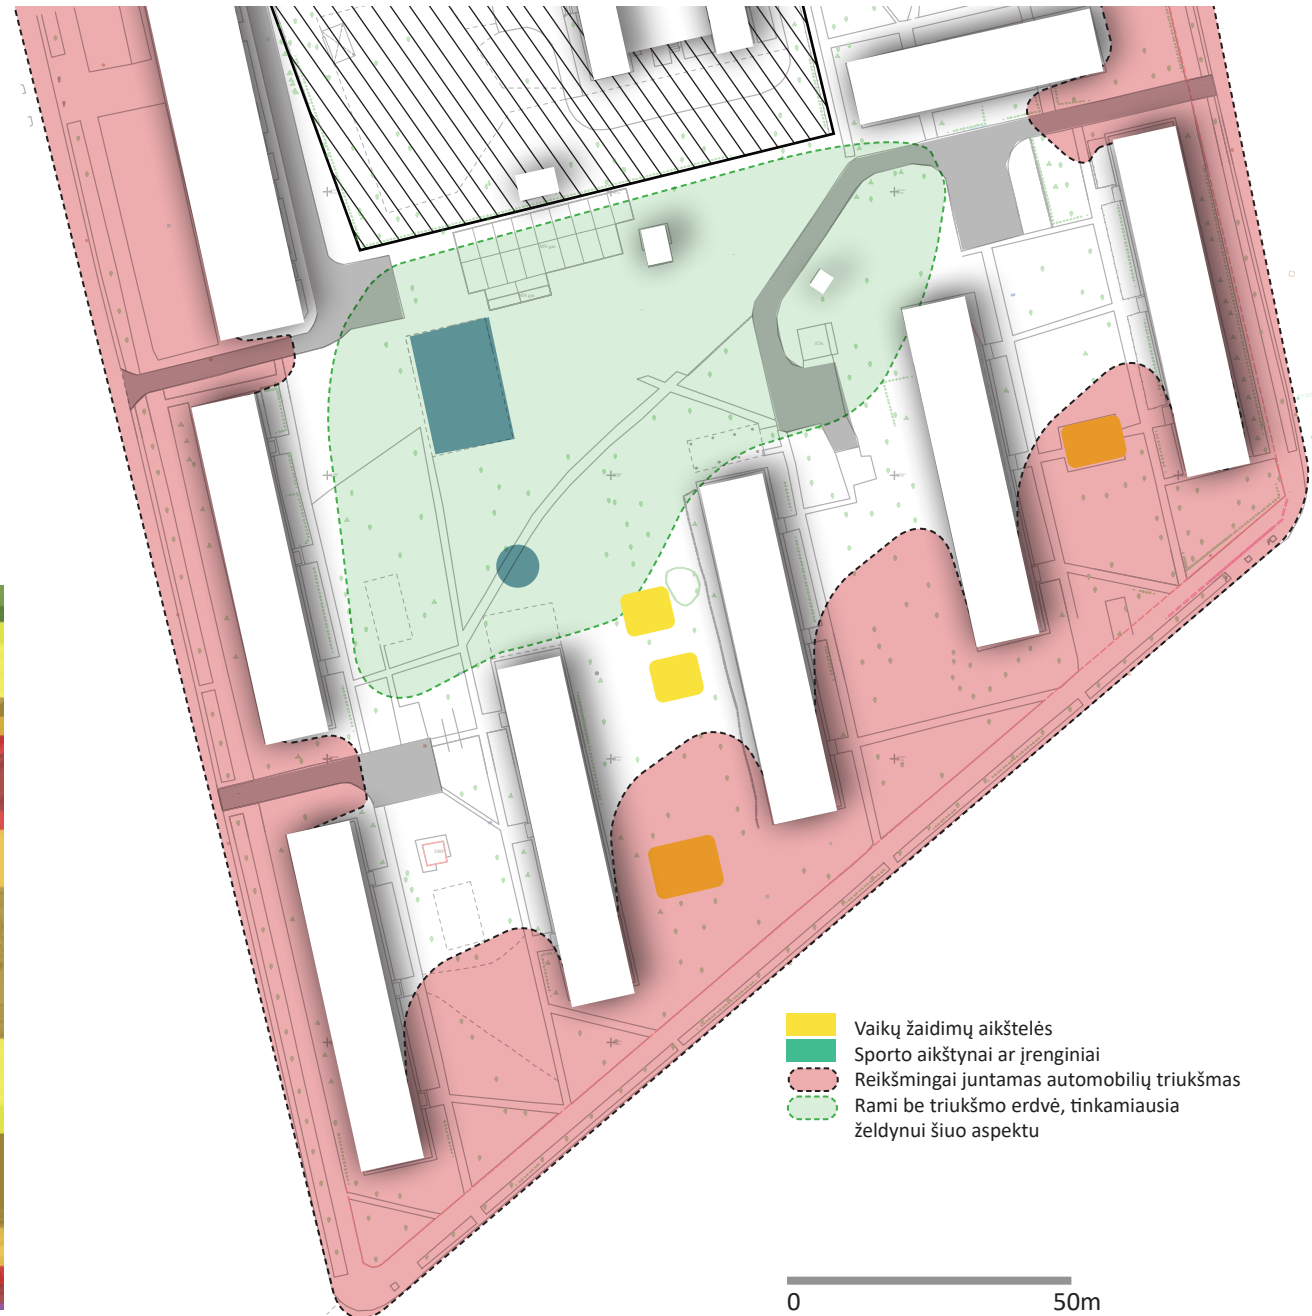 Vaikų žaidimų aikštelės
Sporto aikštynai ar įrenginiai
Reikšmingai juntamas automobilių triukšmas
Rami be triukšmo erdvė, tinkamiausia
želdynui šiuo aspektu
0 50m